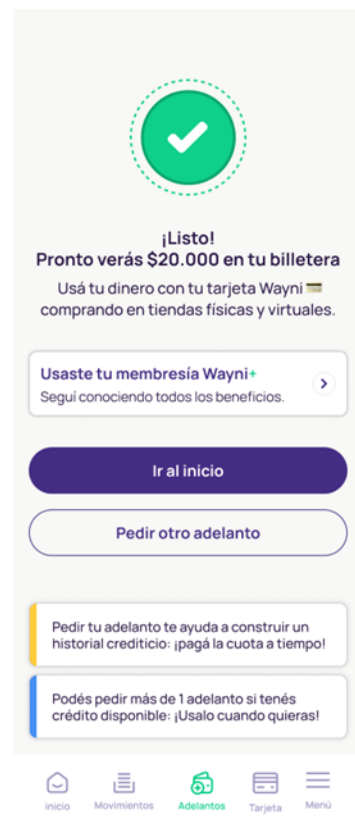 ¡Listo!
Pronto verás $20.000 en tu billetera
Usá tu dinero con tu tarjeta Wayni 💳
comprando en tiendas físicas y virtuales.
Usaste tu membresía Wayni+
Seguí conociendo todos los beneficios.
Ir al inicio
Pedir otro adelanto
Pedir tu adelanto te ayuda a construir un
historial crediticio: ¡pagá la cuota a tiempo!
Podés pedir más de 1 adelanto si tenés
crédito disponible: ¡Usalo cuando quieras!
inicio Movimientos Adelantos Tarjeta Menú